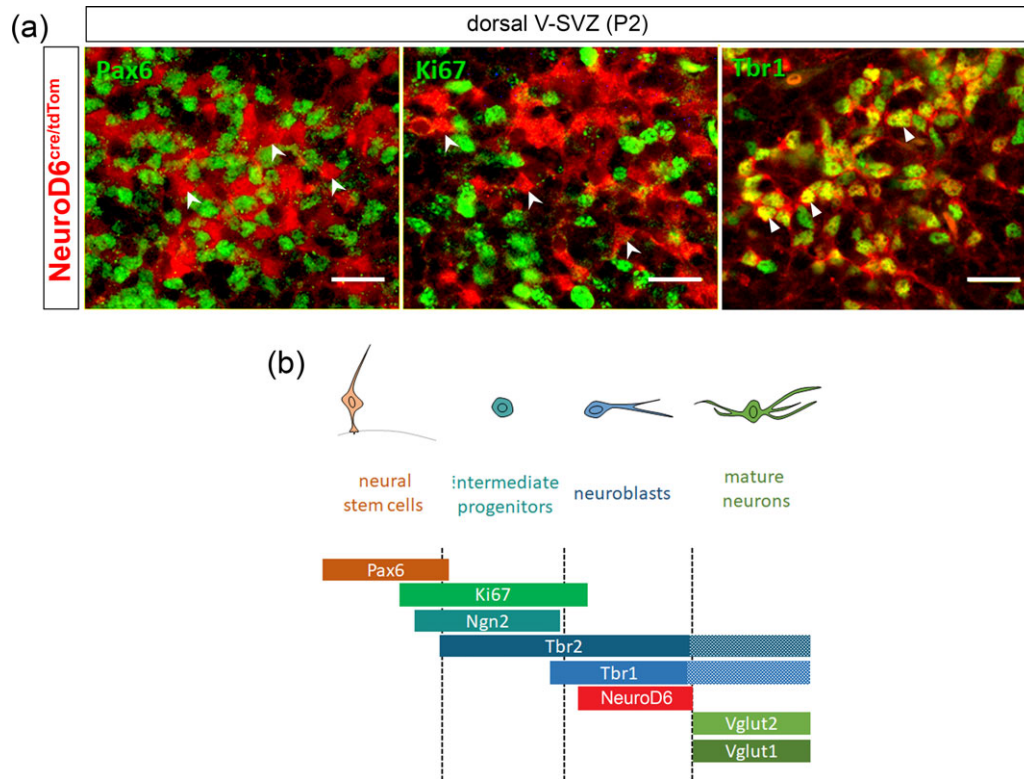 (a)
dorsal V-SVZ (P2)
NeuroD6cre/tdTom
Pax6
Ki67
Tbr1
(b)
neural
stem cells
intermediate
progenitors
neuroblasts
mature
neurons
Pax6
Ki67
Ngn2
Tbr2
Tbr1
NeuroD6
Vglut2
Vglut1